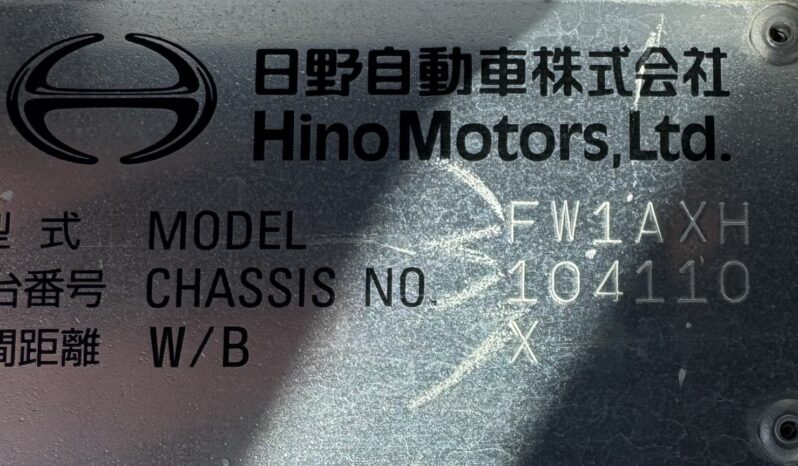 日野自動車株式会社
Hino Motors, Ltd.
型式 MODEL FW1AXH
台番号 CHASSIS NO. 104110
間距離 W/B X